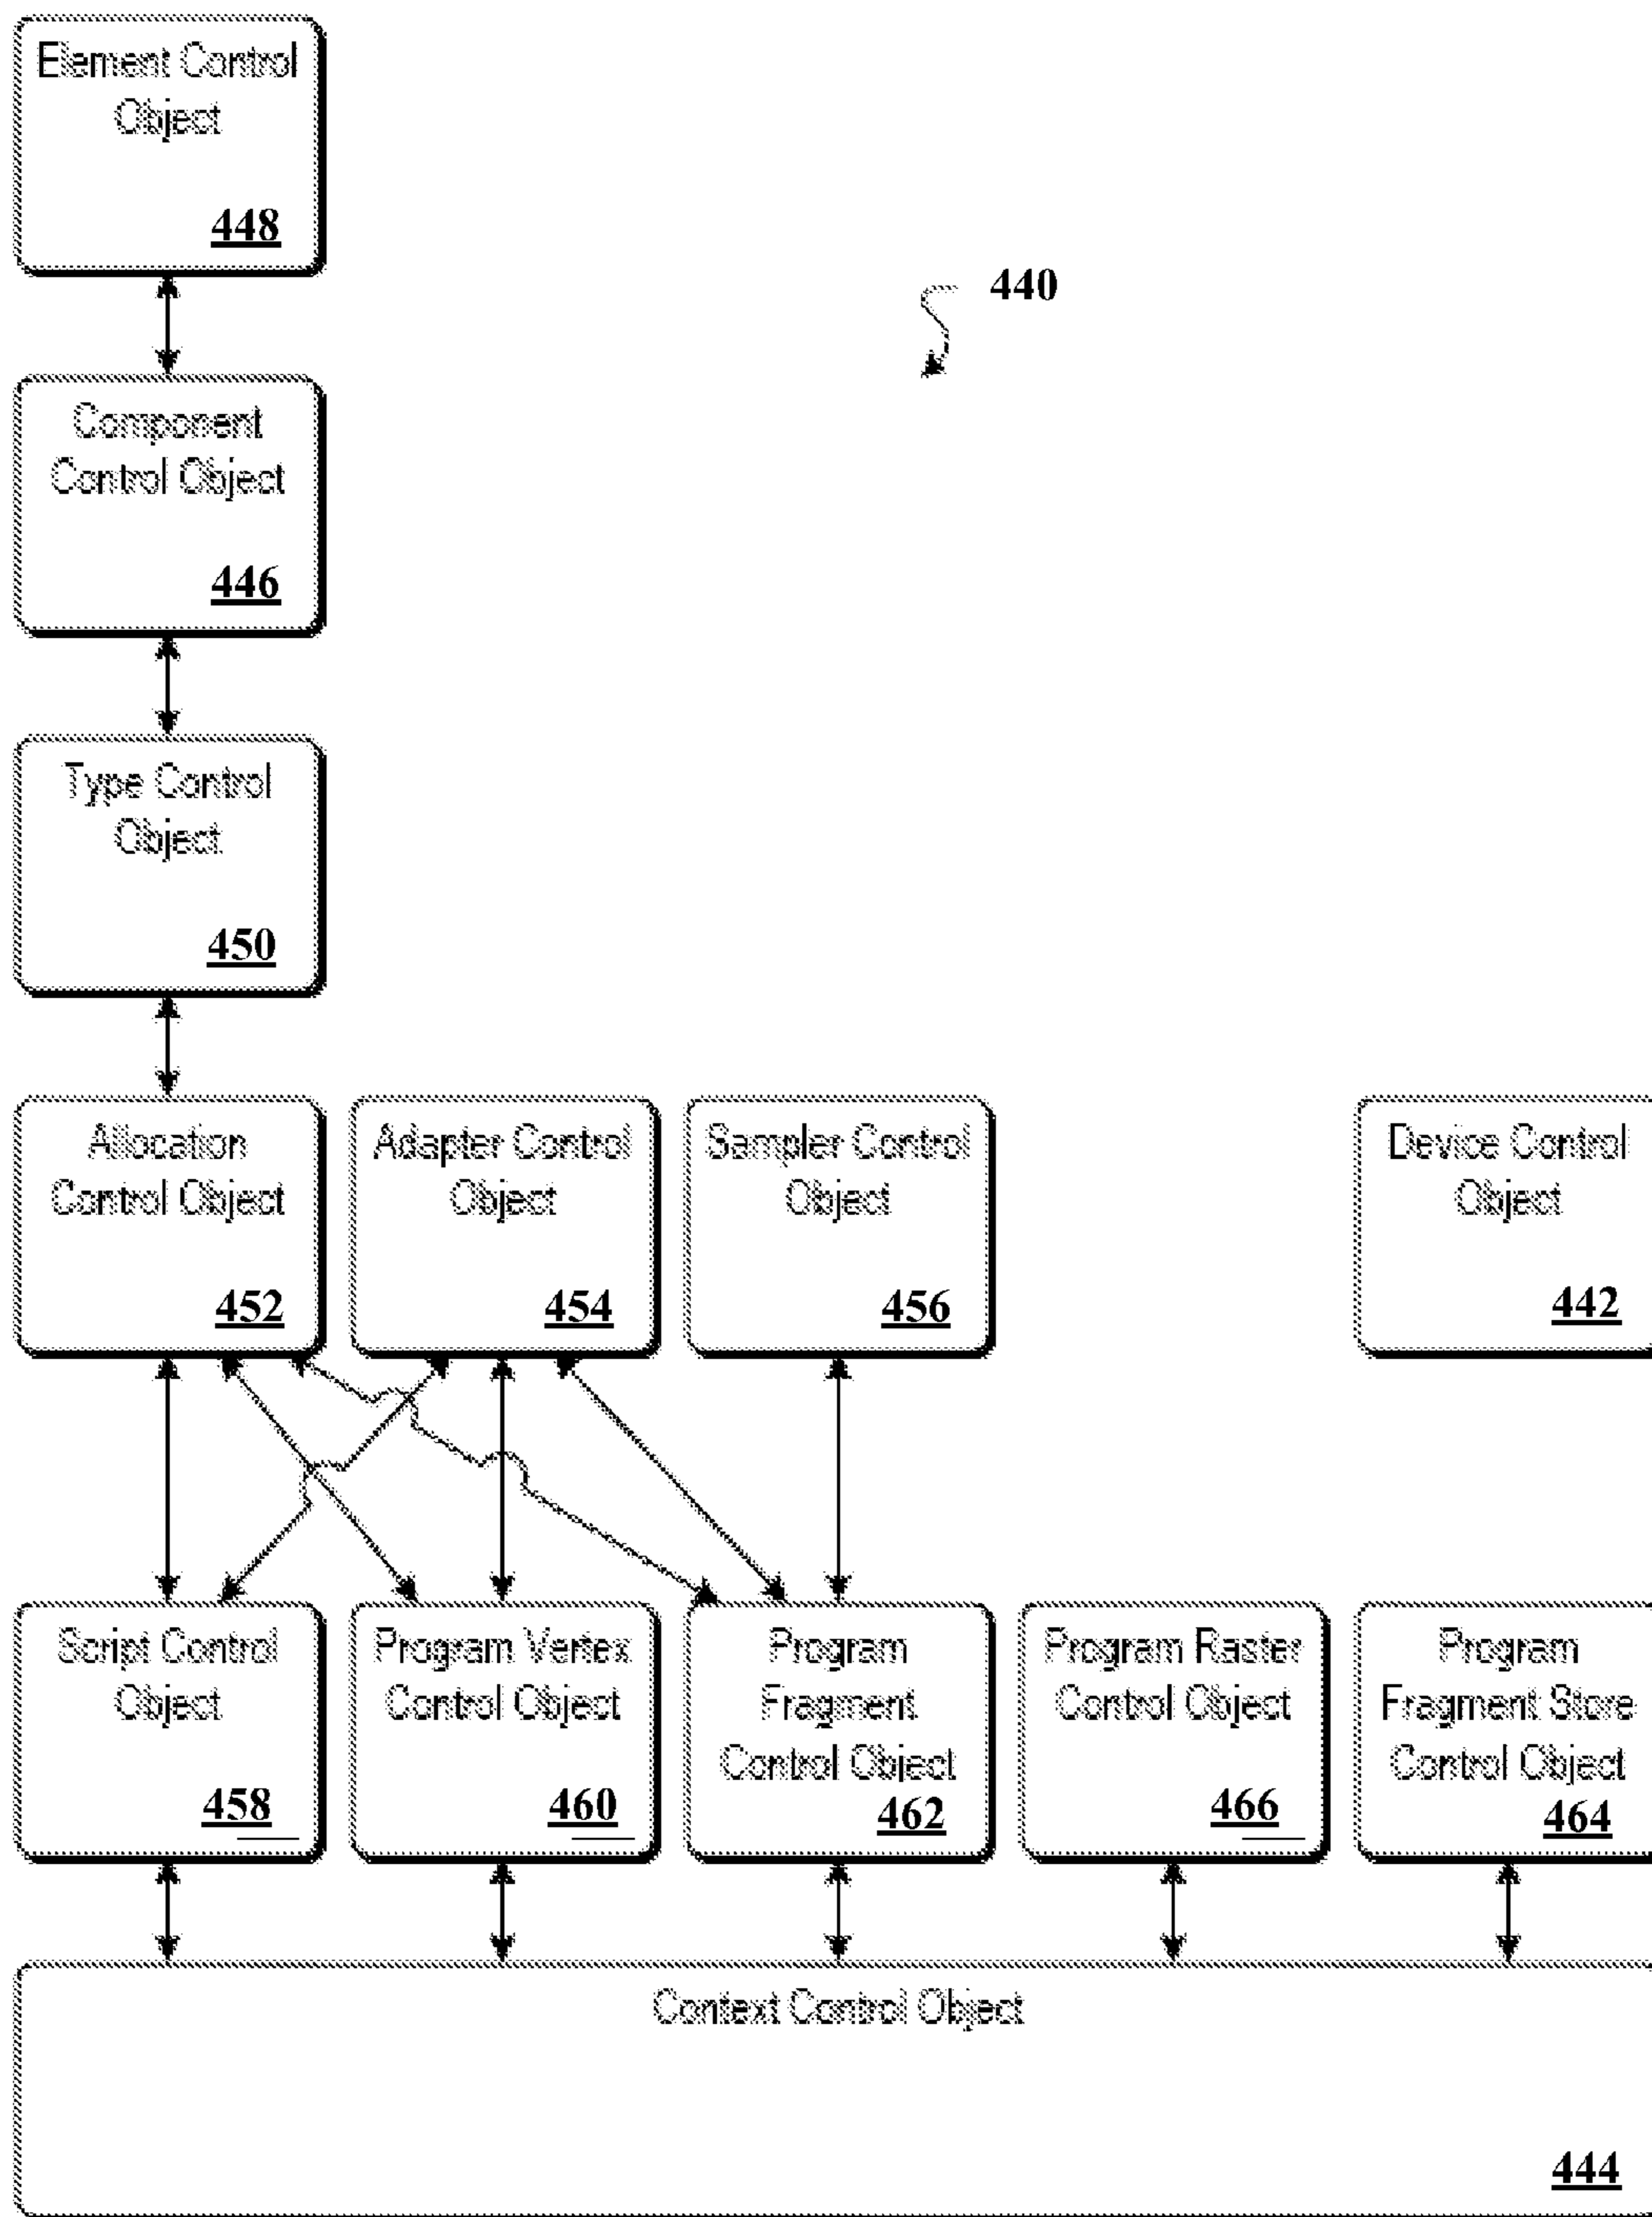 Element Control
Object
448
440
Component
Control Object
446
Type Control
Object
450
Allocation
Control Object
452
Adapter Control
Object
454
Sampler Control
Object
456
Device Control
Object
442
Script Control
Object
458
Program Vertex
Control Object
460
Program
Fragment
Control Object
462
Program Raster
Control Object
466
Program
Fragment Store
Control Object
464
Context Control Object
444